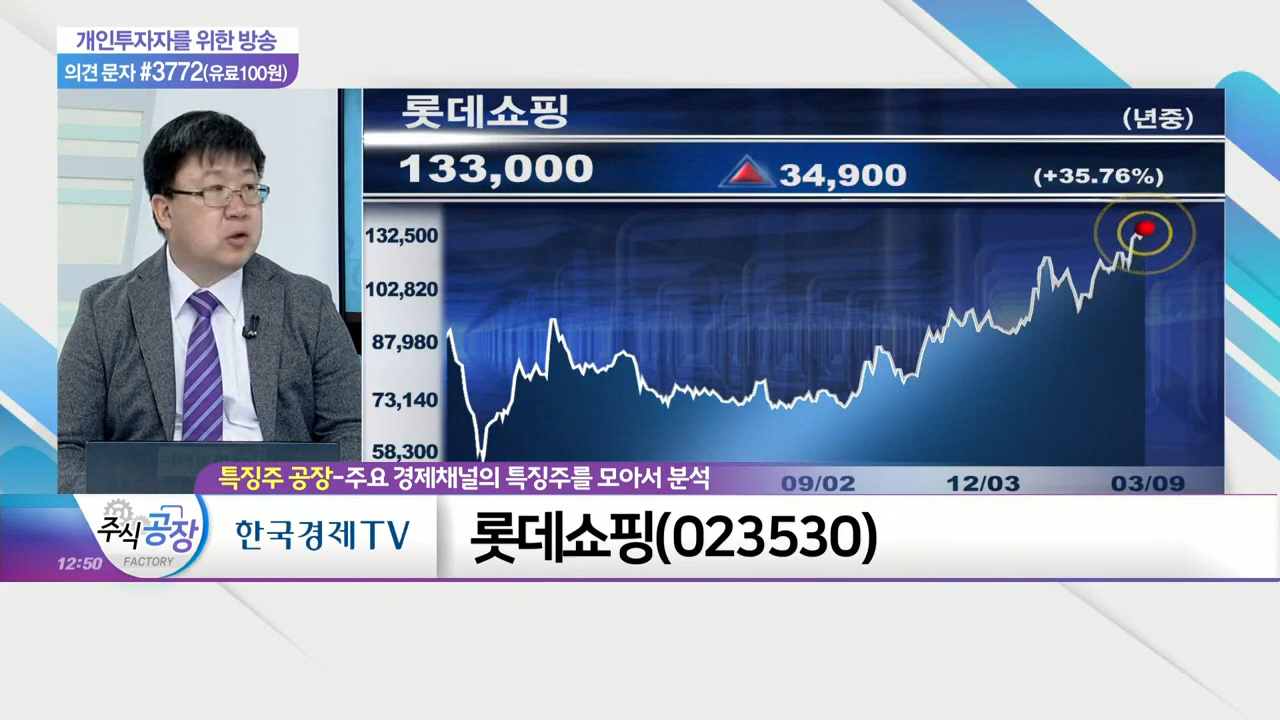 개인투자자를 위한 방송
의견 문자 #3772(유료100원)
롯데쇼핑
(년중)
133,000 ▲ 34,900 (+35.76%)
132,500
102,820
87,980
73,140
58,300
09/02 12/03 03/09
특징주 공장-주요 경제채널의 특징주를 모아서 분석
주식공장
FACTORY
12:50
한국경제TV
롯데쇼핑(023530)